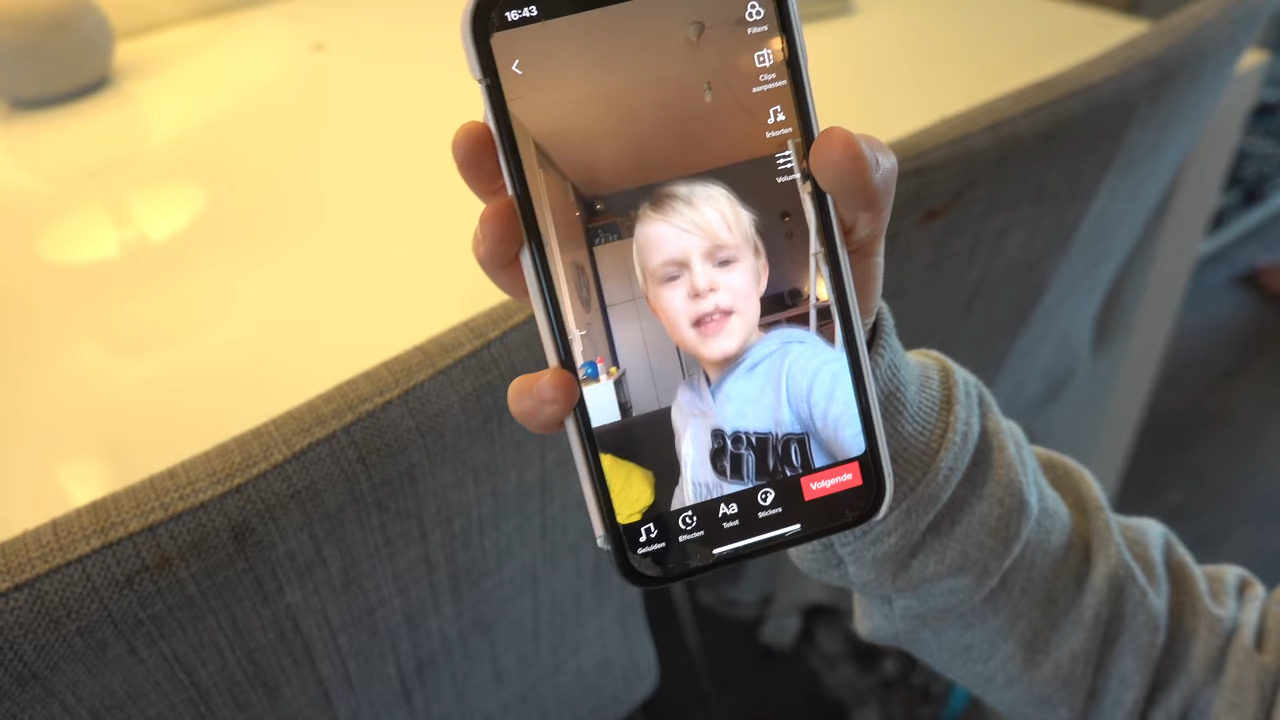 16:43
Filters
Clips
aanpassen
Inkorten
Volume
Volgende
Geluiden
Effecten
Aa
Tekst
Stickers